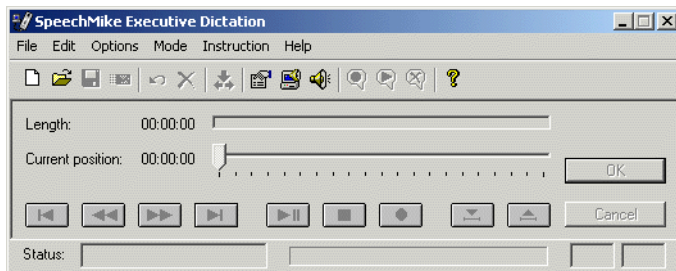 SpeechMike Executive Dictation
File Edit Options Mode Instruction Help
Length: 00:00:00
Current position: 00:00:00
OK
Cancel
Status: